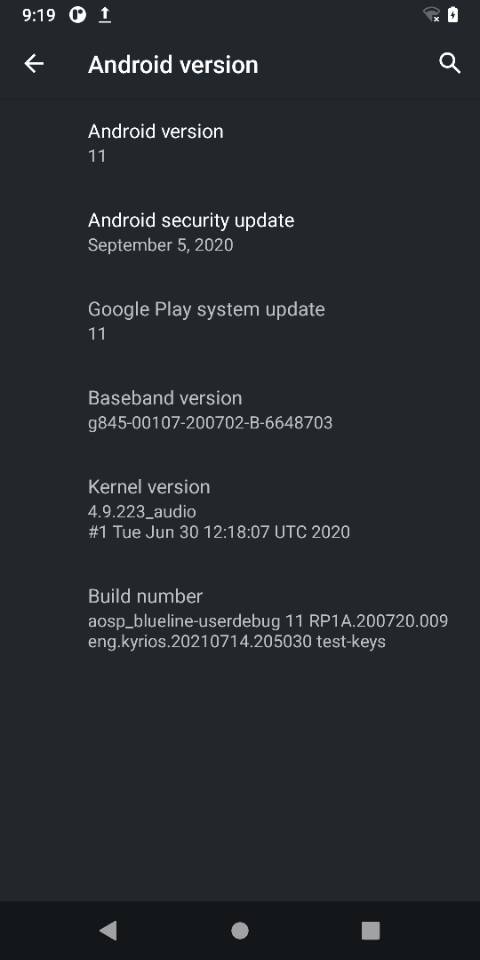 9:19
Android version
Android version
11
Android security update
September 5, 2020
Google Play system update
11
Baseband version
g845-00107-200702-B-6648703
Kernel version
4.9.223_audio
#1 Tue Jun 30 12:18:07 UTC 2020
Build number
aosp_blueline-userdebug 11 RP1A.200720.009
eng.kyrios.20210714.205030 test-keys